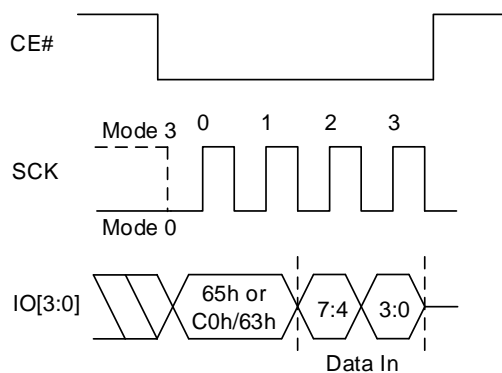 CE#
Mode 3
0 1 2 3
SCK
Mode 0
IO[3:0]
65h or
C0h/63h
7:4
3:0
Data In